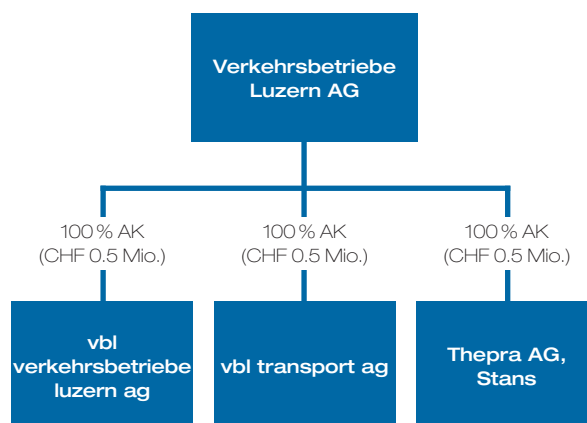 Verkehrsbetriebe
Luzern AG
100 % AK
(CHF 0.5 Mio.)
100 % AK
(CHF 0.5 Mio.)
100 % AK
(CHF 0.5 Mio.)
vbl
verkehrsbetriebe
luzern ag
vbl transport ag
Thepra AG,
Stans